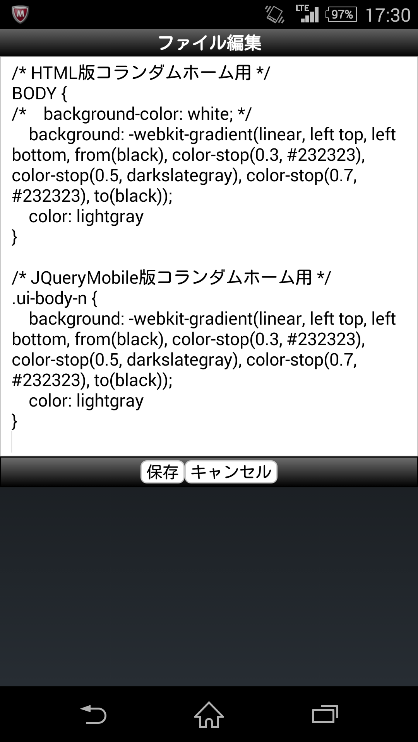 LTE 97% 17:30
ファイル編集
/* HTML版コランダムホーム用 */
BODY {
/*    background-color: white; */
    background: -webkit-gradient(linear, left top, left
bottom, from(black), color-stop(0.3, #232323),
color-stop(0.5, darkslategray), color-stop(0.7,
#232323), to(black));
    color: lightgray
}
/* JQueryMobile版コランダムホーム用 */
.ui-body-n {
    background: -webkit-gradient(linear, left top, left
bottom, from(black), color-stop(0.3, #232323),
color-stop(0.5, darkslategray), color-stop(0.7,
#232323), to(black));
    color: lightgray
}
保存 キャンセル